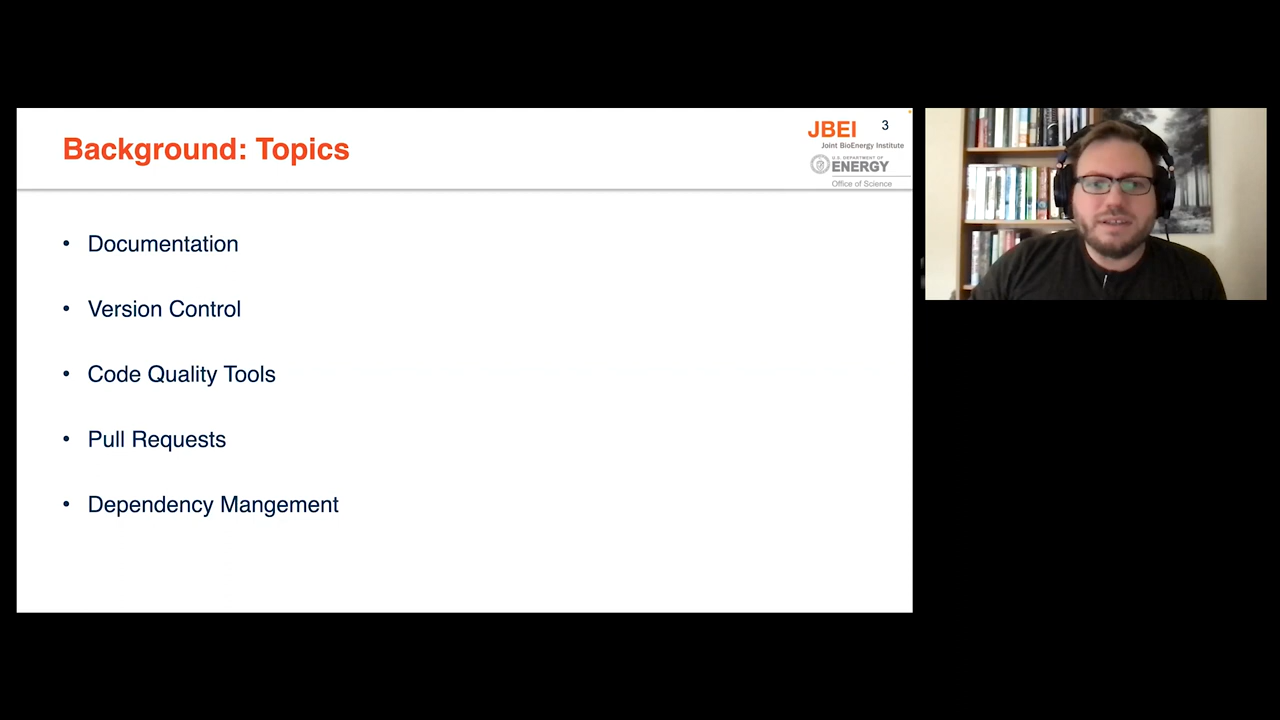 Background: Topics
JBEI
3
Joint BioEnergy Institute
U.S. DEPARTMENT OF
ENERGY
Office of Science
• Documentation
• Version Control
• Code Quality Tools
• Pull Requests
• Dependency Mangement